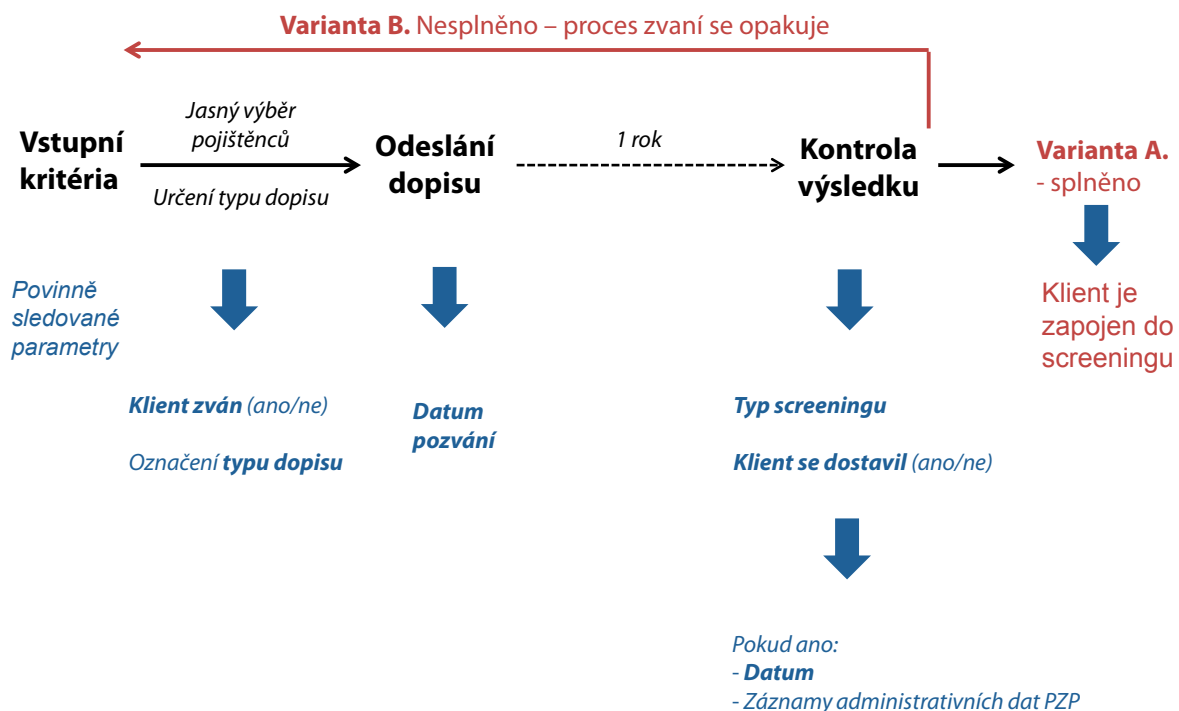 Varianta B. Nesplněno – proces zvaní se opakuje
Vstupní
kritéria
Jasný výběr
pojištěnců
Určení typu dopisu
Odeslání
dopisu
1 rok
Kontrola
výsledku
Varianta A.
- splněno
Klient je
zapojen do
screeningu
Povinně
sledované
parametry
Klient zván (ano/ne)
Označení typu dopisu
Datum
pozvání
Typ screeningu
Klient se dostavil (ano/ne)
Pokud ano:
- Datum
- Záznamy administrativních dat PZP